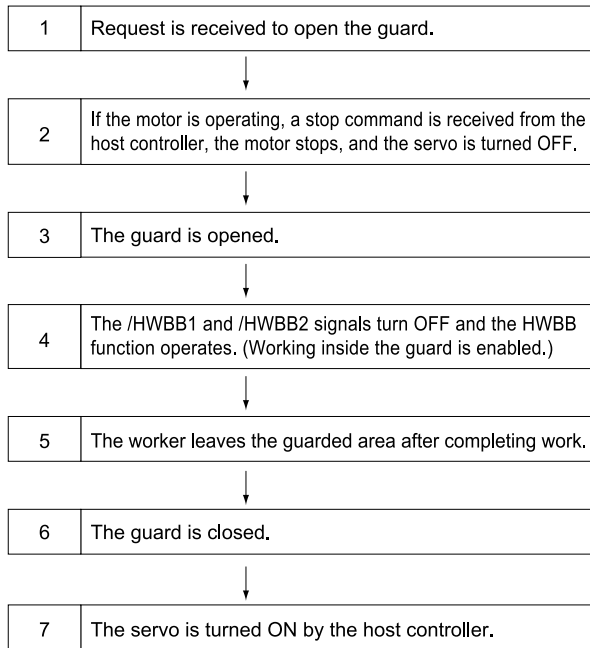 1 Request is received to open the guard.
2 If the motor is operating, a stop command is received from the
host controller, the motor stops, and the servo is turned OFF.
3 The guard is opened.
4 The /HWBB1 and /HWBB2 signals turn OFF and the HWBB
function operates. (Working inside the guard is enabled.)
5 The worker leaves the guarded area after completing work.
6 The guard is closed.
7 The servo is turned ON by the host controller.